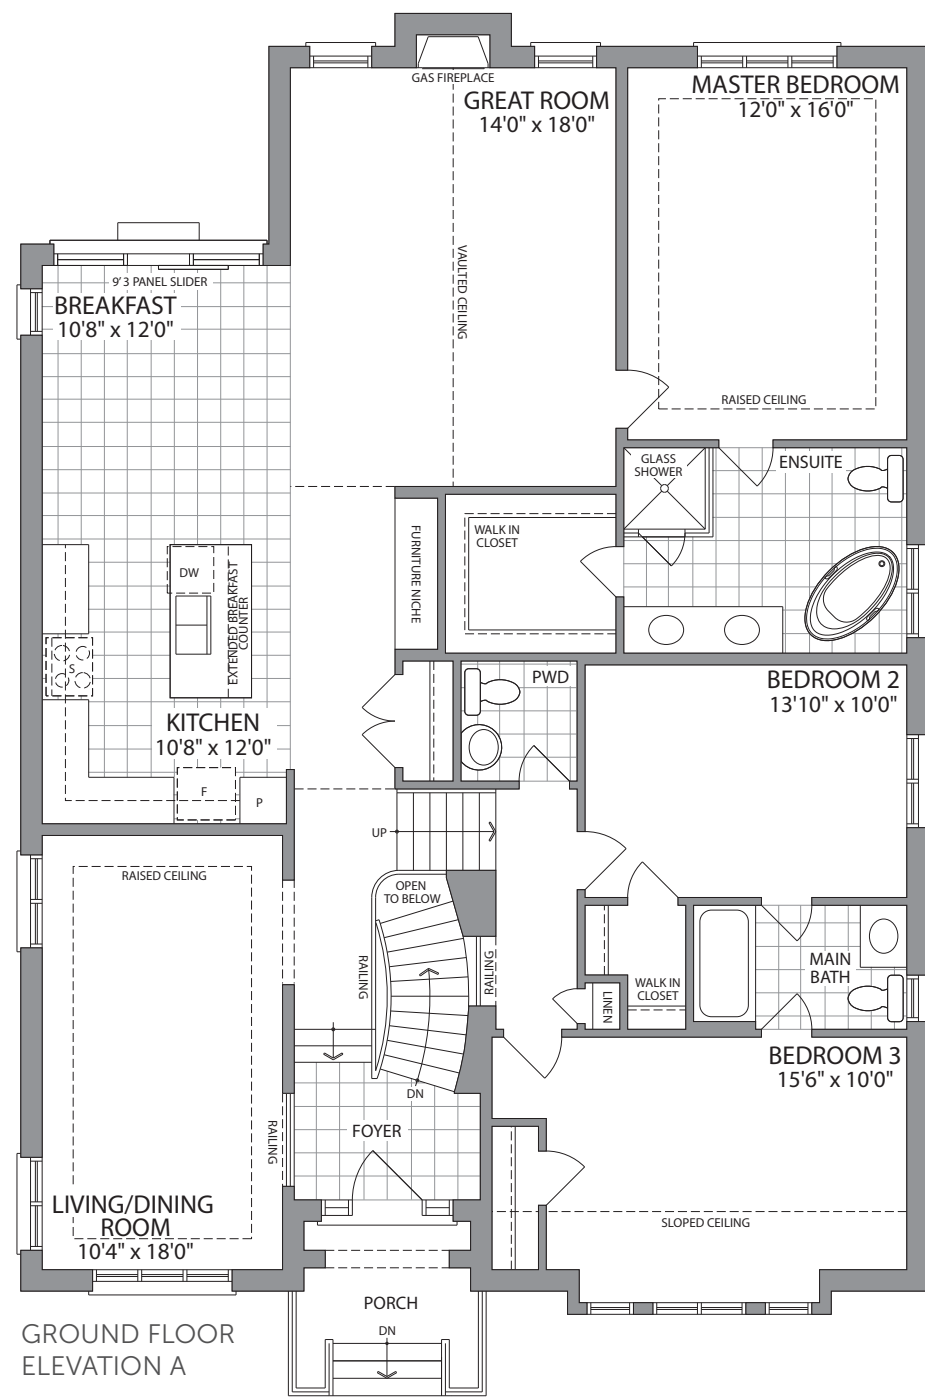 GAS FIREPLACE
GREAT ROOM
14'0" x 18'0"
MASTER BEDROOM
12'0" x 16'0"
VAULTED CEILING
RAISED CEILING
9' 3 PANEL SLIDER
BREAKFAST
10'8" x 12'0"
GLASS
SHOWER
ENSUITE
WALK IN
CLOSET
FURNITURE NICHE
DW
EXTENDED BREAKFAST
COUNTER
S
KITCHEN
10'8" x 12'0"
F
P
PWD
BEDROOM 2
13'10" x 10'0"
UP
OPEN
TO BELOW
RAISED CEILING
RAILING
RAILING
DN
LINEN
WALK IN
CLOSET
MAIN
BATH
BEDROOM 3
15'6" x 10'0"
SLOPED CEILING
RAILING
FOYER
LIVING/DINING
ROOM
10'4" x 18'0"
PORCH
DN
GROUND FLOOR
ELEVATION A